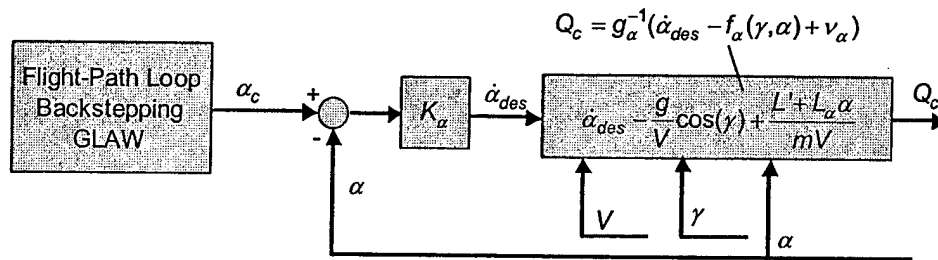 Q_c = g_α^{-1}(α̇_des − f_α(γ,α) + ν_α)
Flight-Path Loop
Backstepping
GLAW
α_c
+
-
K_α
α̇_des
α̇_des − g/V cos(γ) + (L' + L_α α)/(mV)
Q_c
α
V
γ
α